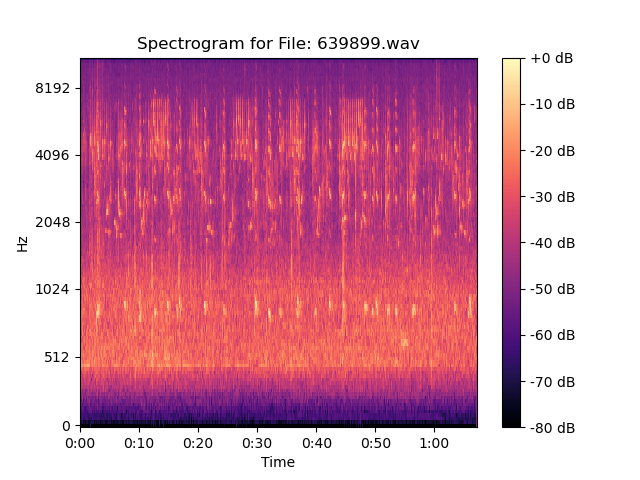 Spectrogram for File: 639899.wav
+0 dB
8192
-10 dB
4096
-20 dB
-30 dB
2048
-40 dB
Hz
1024
-50 dB
512
-60 dB
-70 dB
0
-80 dB
0:00 0:10 0:20 0:30 0:40 0:50 1:00
Time